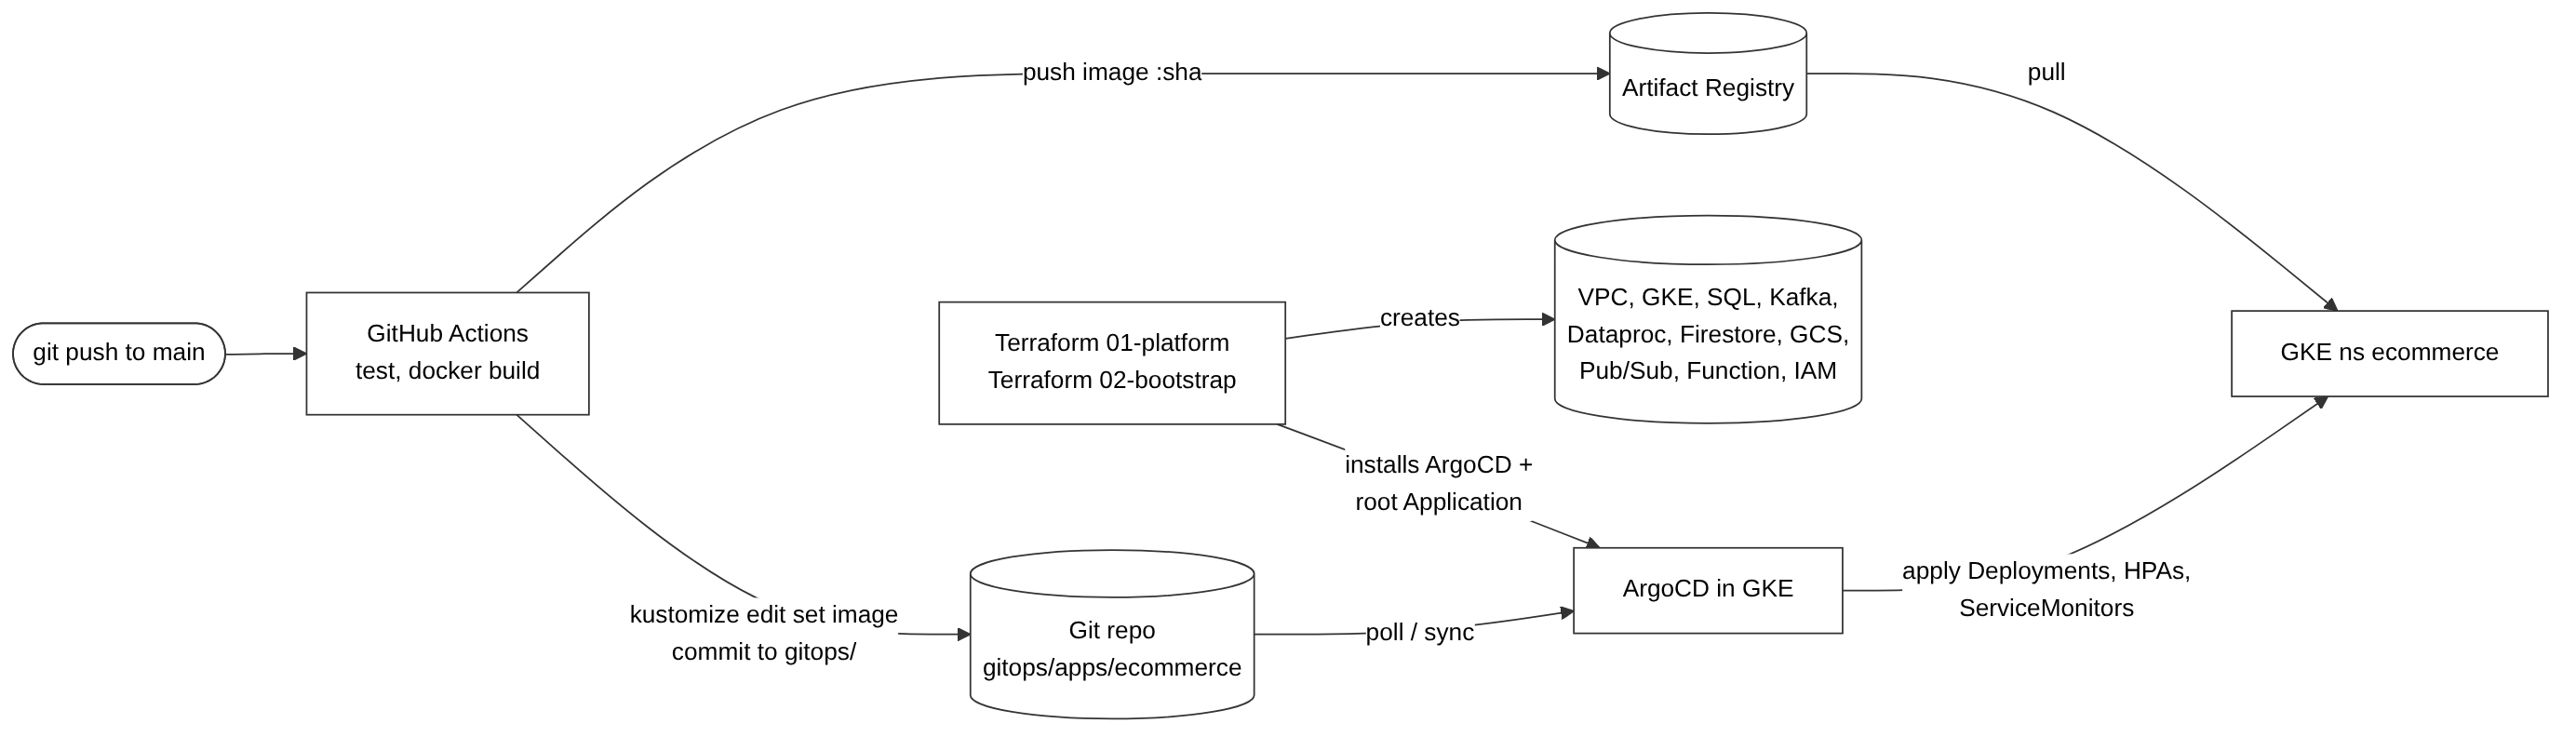 git push to main
GitHub Actions
test, docker build
push image :sha
Artifact Registry
pull
Terraform 01-platform
Terraform 02-bootstrap
creates
VPC, GKE, SQL, Kafka,
Dataproc, Firestore, GCS,
Pub/Sub, Function, IAM
installs ArgoCD +
root Application
kustomize edit set image
commit to gitops/
Git repo
gitops/apps/ecommerce
poll / sync
ArgoCD in GKE
apply Deployments, HPAs,
ServiceMonitors
GKE ns ecommerce